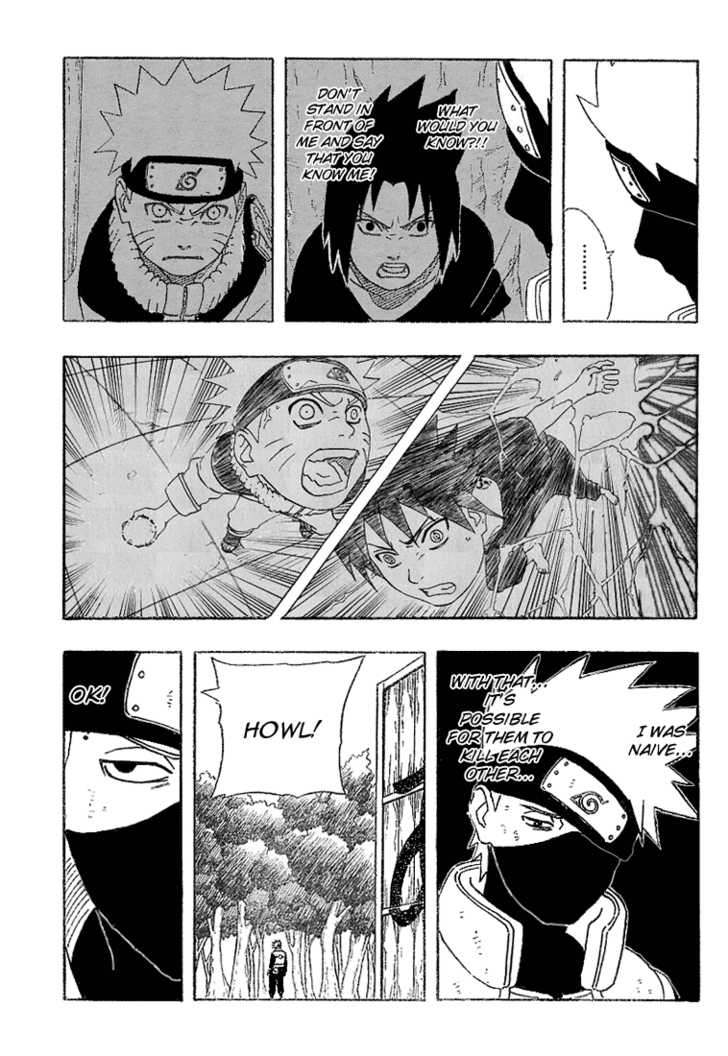 ...........
WHAT
WOULD YOU
KNOW?!!
DON'T
STAND IN
FRONT OF
ME AND SAY
THAT YOU
KNOW ME!
I WAS
NAIVE...
WITH THAT...
IT'S
POSSIBLE
FOR THEM TO
KILL EACH
OTHER...
HOWL!
OK!